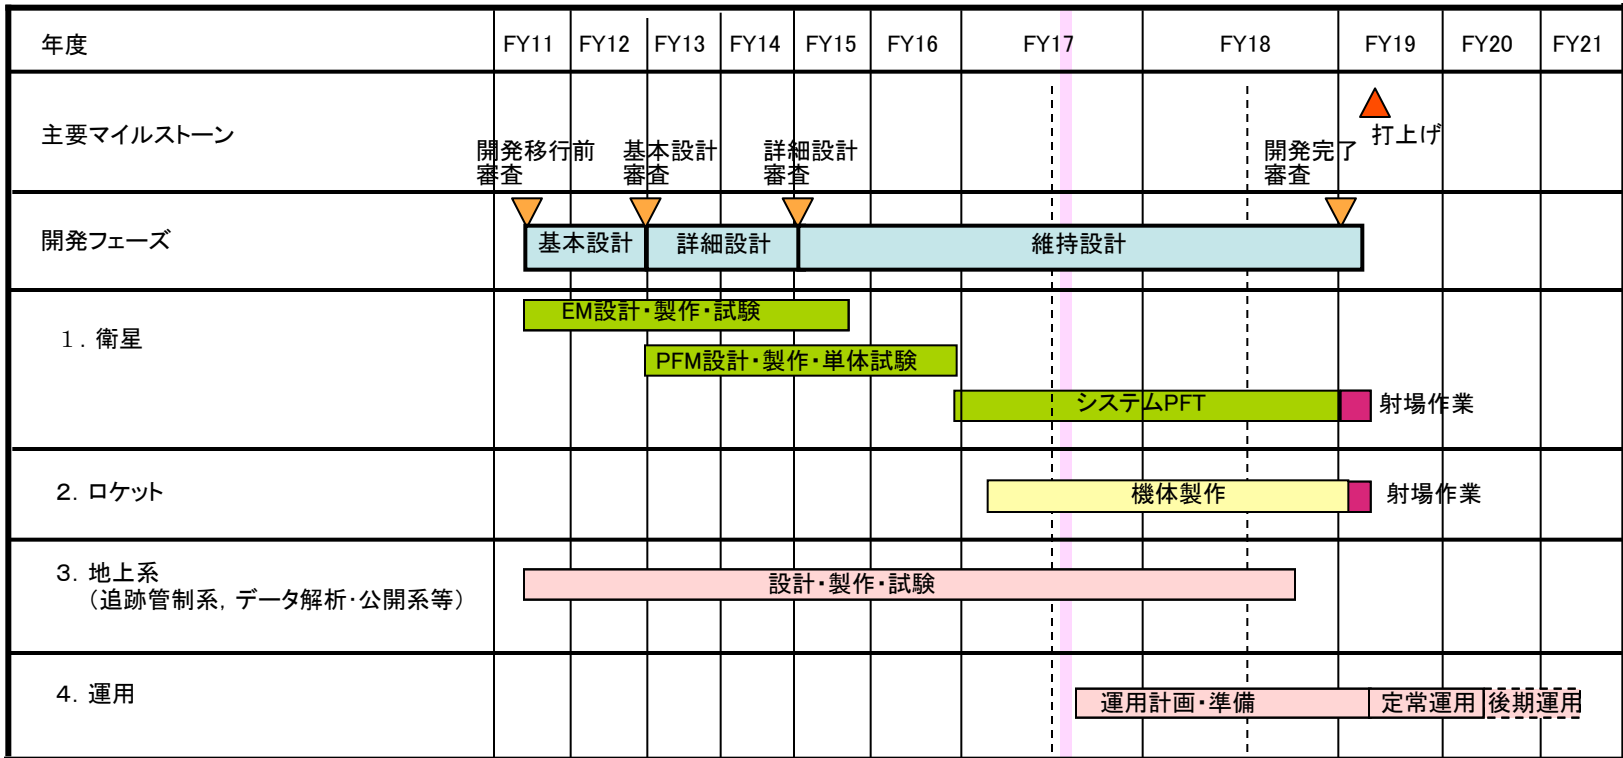 年度
FY11
FY12
FY13
FY14
FY15
FY16
FY17
FY18
FY19
FY20
FY21
主要マイルストーン
打上げ
開発移行前
審査
基本設計
審査
詳細設計
審査
開発完了
審査
開発フェーズ
基本設計
詳細設計
維持設計
1. 衛星
EM設計・製作・試験
PFM設計・製作・単体試験
システムPFT
射場作業
2. ロケット
機体製作
射場作業
3. 地上系
(追跡管制系, データ解析・公開系等)
設計・製作・試験
4. 運用
運用計画・準備
定常運用
後期運用